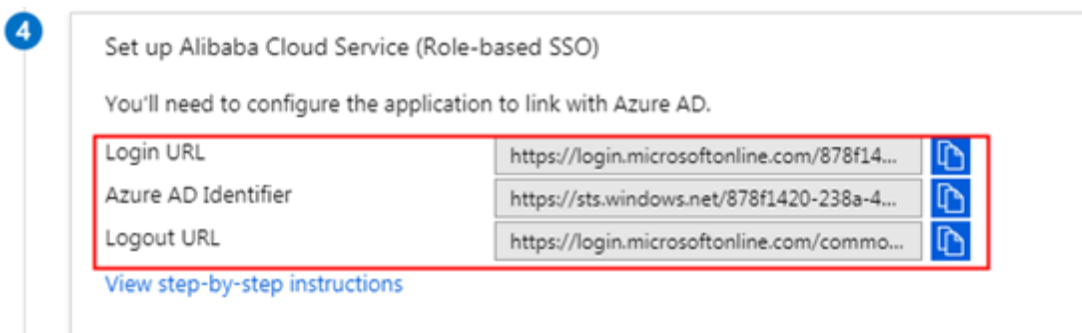 4
Set up Alibaba Cloud Service (Role-based SSO)
You'll need to configure the application to link with Azure AD.
Login URL https://login.microsoftonline.com/878f14...
Azure AD Identifier https://sts.windows.net/878f1420-238a-4...
Logout URL https://login.microsoftonline.com/commo...
View step-by-step instructions